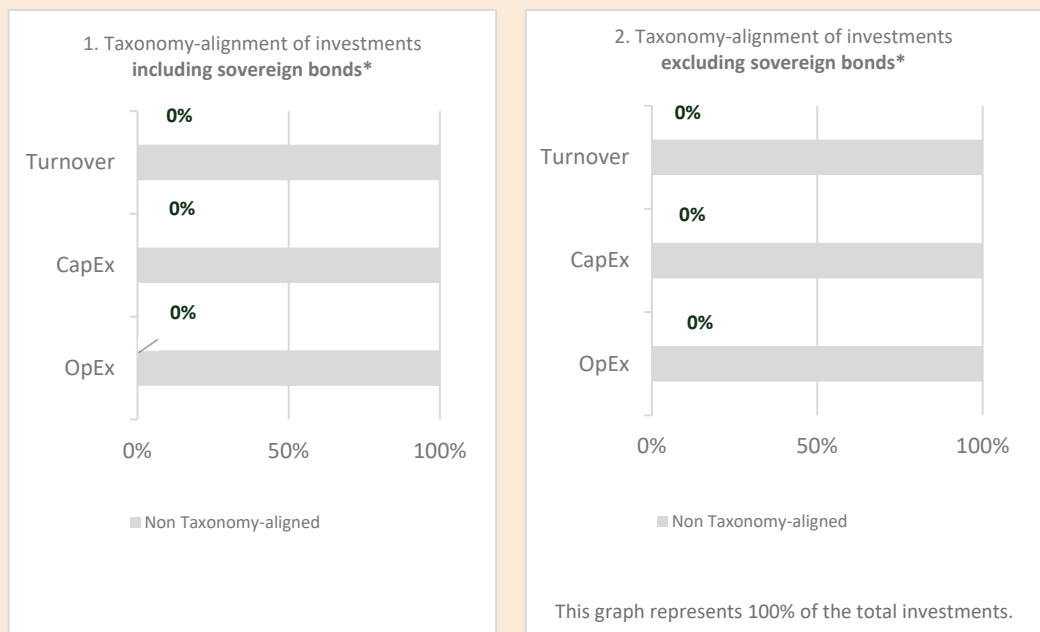 1. Taxonomy-alignment of investments
including sovereign bonds*
0%
Turnover
0%
CapEx
0%
OpEx
0% 50% 100%
Non Taxonomy-aligned
2. Taxonomy-alignment of investments
excluding sovereign bonds*
0%
Turnover
0%
CapEx
0%
OpEx
0% 50% 100%
Non Taxonomy-aligned
This graph represents 100% of the total investments.